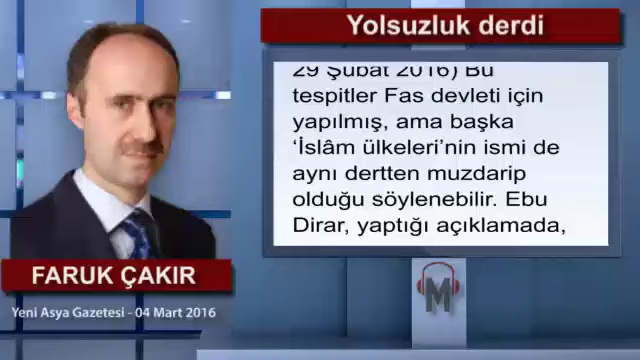 Yolsuzluk derdi
29 Şubat 2016) Bu
tespitler Fas devleti için
yapılmış, ama başka
‘İslâm ülkeleri’nin ismi de
aynı dertten muzdarip
olduğu söylenebilir. Ebu
Dirar, yaptığı açıklamada,
FARUK ÇAKIR
Yeni Asya Gazetesi - 04 Mart 2016
M